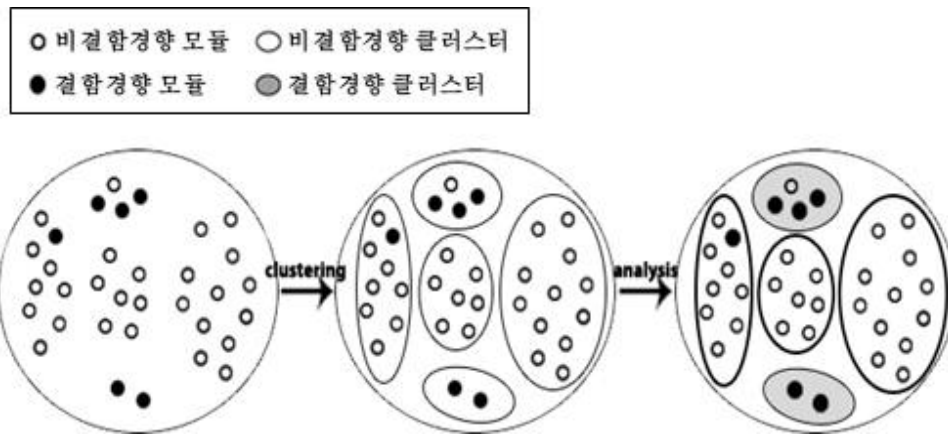 비결함경향 모듈 비결함경향 클러스터
결함경향 모듈 결함경향 클러스터
clustering analysis